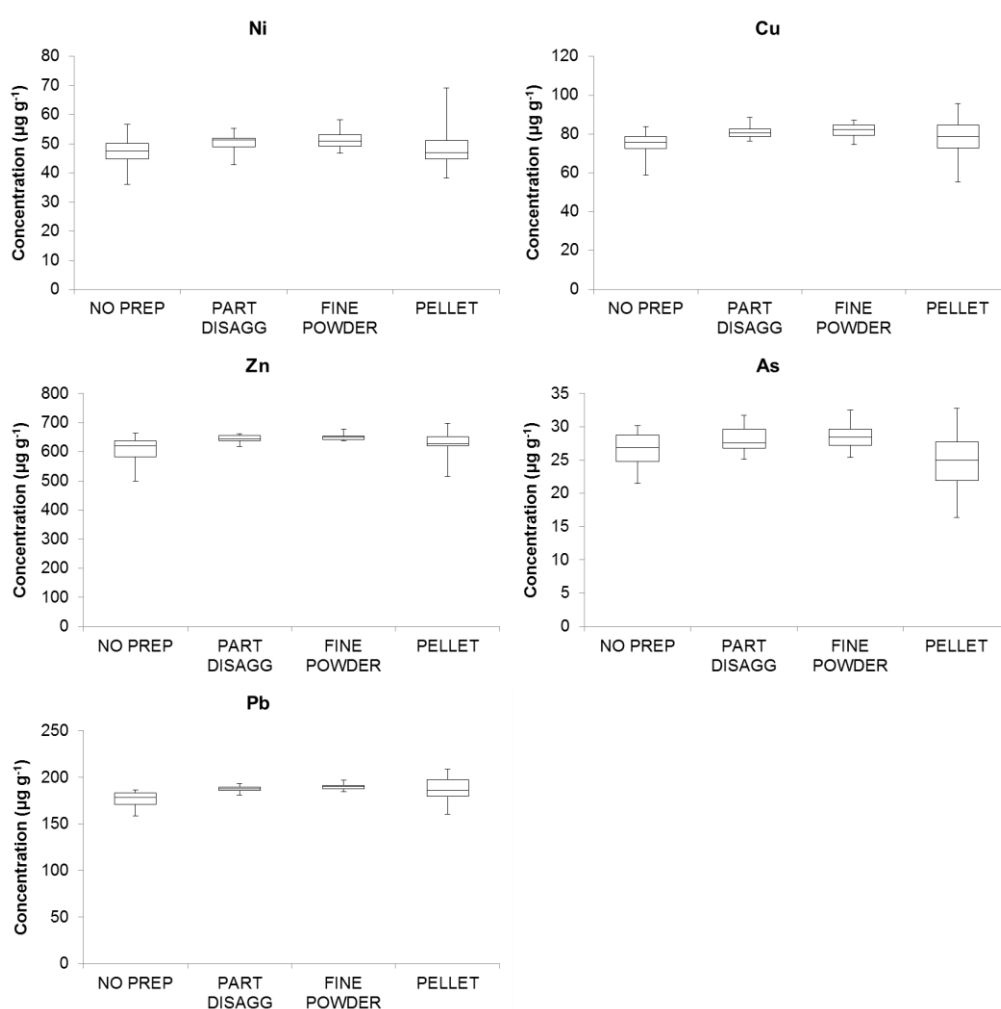 Ni
Concentration (µg g⁻¹)
80
70
60
50
40
30
20
10
0
NO PREP
PART
DISAGG
FINE
POWDER
PELLET
Cu
Concentration (µg g⁻¹)
120
100
80
60
40
20
0
NO PREP
PART
DISAGG
FINE
POWDER
PELLET
Zn
Concentration (µg g⁻¹)
800
700
600
500
400
300
200
100
0
NO PREP
PART
DISAGG
FINE
POWDER
PELLET
As
Concentration (µg g⁻¹)
35
30
25
20
15
10
5
0
NO PREP
PART
DISAGG
FINE
POWDER
PELLET
Pb
Concentration (µg g⁻¹)
250
200
150
100
50
0
NO PREP
PART
DISAGG
FINE
POWDER
PELLET